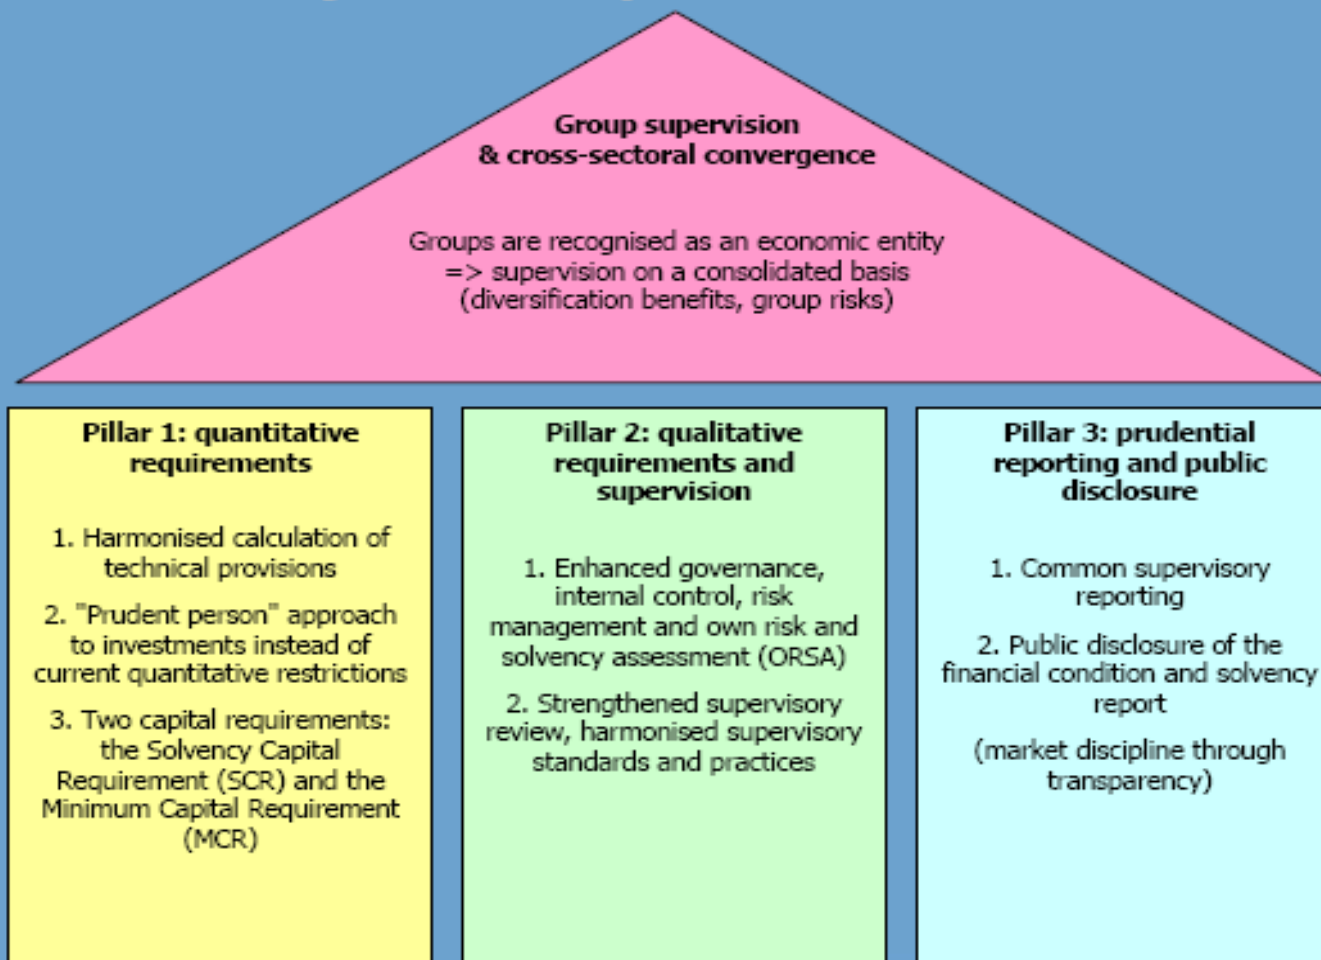 Group supervision
& cross-sectoral convergence
Groups are recognised as an economic entity
=> supervision on a consolidated basis
(diversification benefits, group risks)
Pillar 1: quantitative
requirements
1. Harmonised calculation of
technical provisions
2. "Prudent person" approach
to investments instead of
current quantitative restrictions
3. Two capital requirements:
the Solvency Capital
Requirement (SCR) and the
Minimum Capital Requirement
(MCR)
Pillar 2: qualitative
requirements and
supervision
1. Enhanced governance,
internal control, risk
management and own risk and
solvency assessment (ORSA)
2. Strengthened supervisory
review, harmonised supervisory
standards and practices
Pillar 3: prudential
reporting and public
disclosure
1. Common supervisory
reporting
2. Public disclosure of the
financial condition and solvency
report
(market discipline through
transparency)